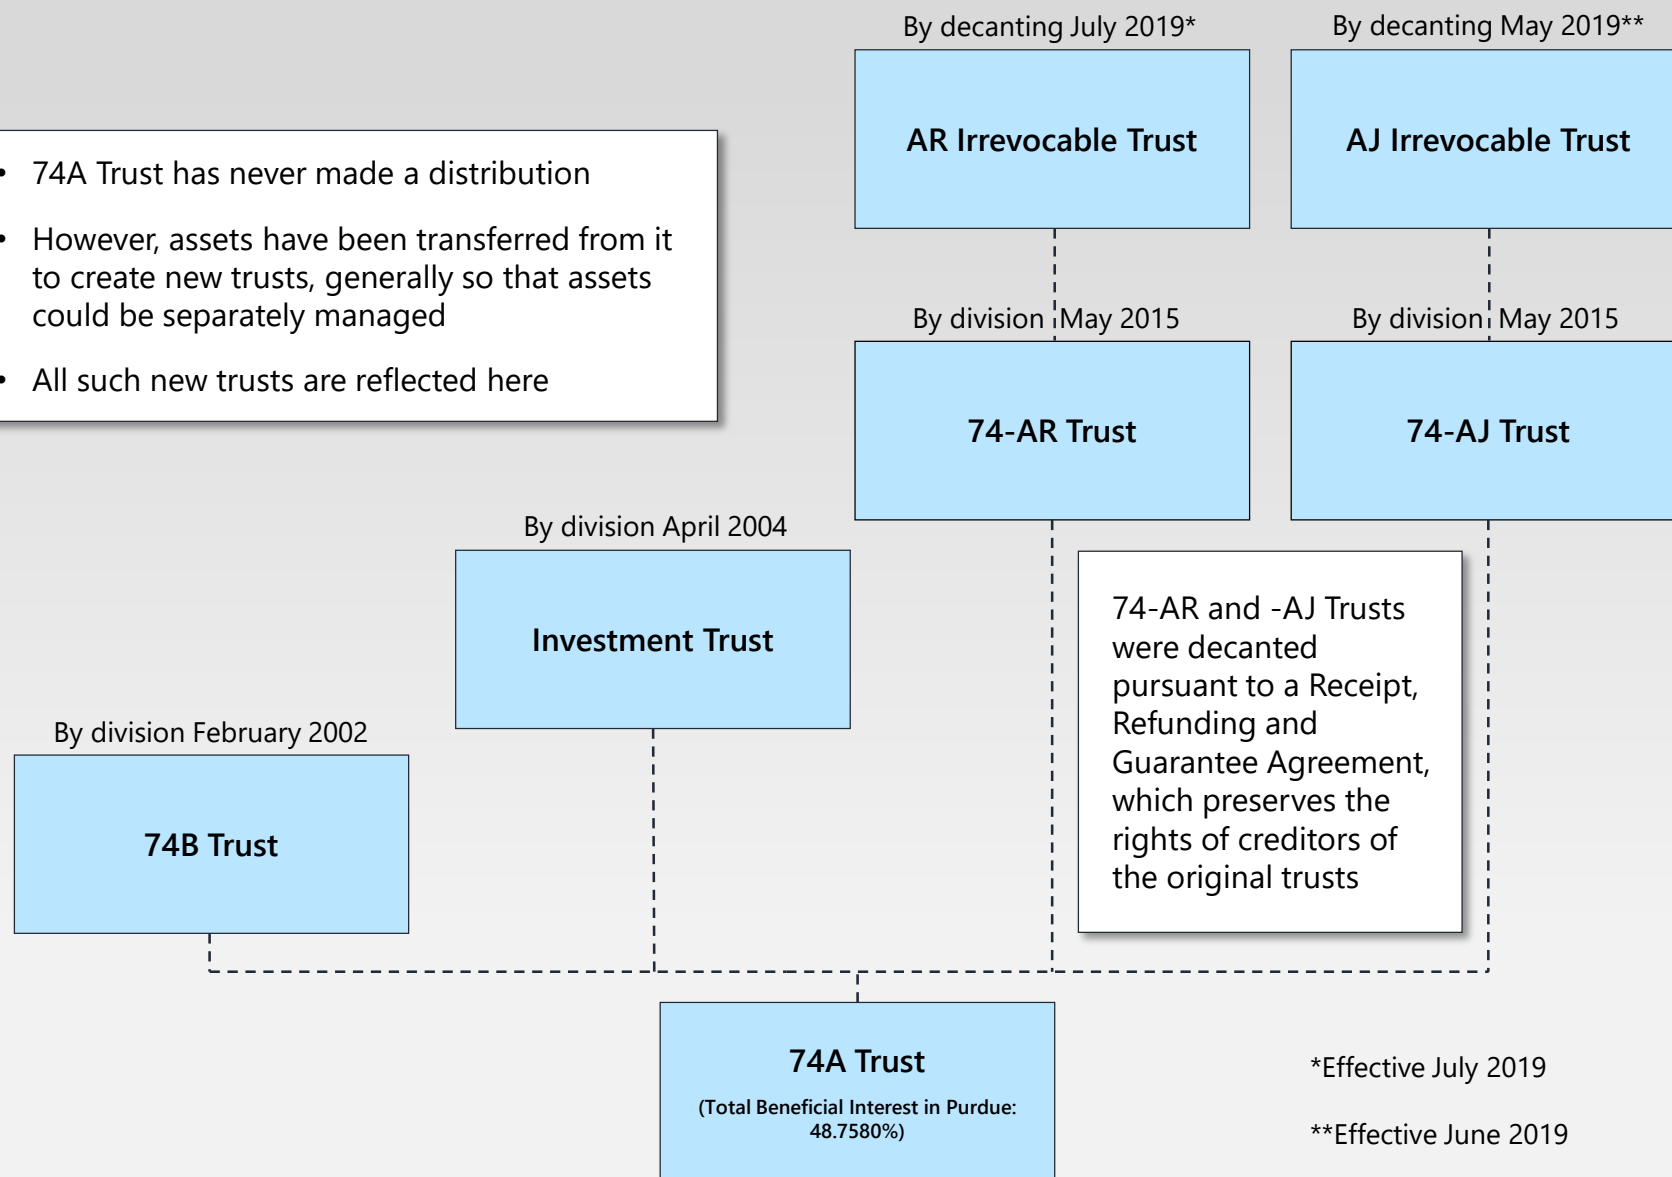 By decanting July 2019*
By decanting May 2019**
AR Irrevocable Trust
AJ Irrevocable Trust
• 74A Trust has never made a distribution
• However, assets have been transferred from it
to create new trusts, generally so that assets
could be separately managed
• All such new trusts are reflected here
By division May 2015
By division May 2015
74-AR Trust
74-AJ Trust
By division April 2004
Investment Trust
74-AR and -AJ Trusts
were decanted
pursuant to a Receipt,
Refunding and
Guarantee Agreement,
which preserves the
rights of creditors of
the original trusts
By division February 2002
74B Trust
74A Trust
(Total Beneficial Interest in Purdue:
48.7580%)
*Effective July 2019
**Effective June 2019